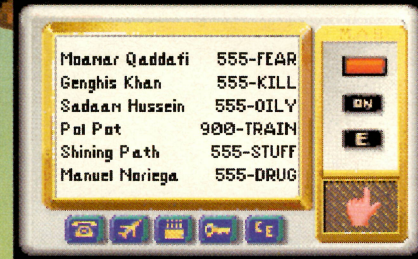 Moamar Qaddafi 555-FEAR
Genghis Khan 555-KILL
Sadaam Hussein 555-OILY
Pol Pot 900-TRAIN
Shining Path 555-STUFF
Manuel Noriega 555-DRUG
ON
E
CE